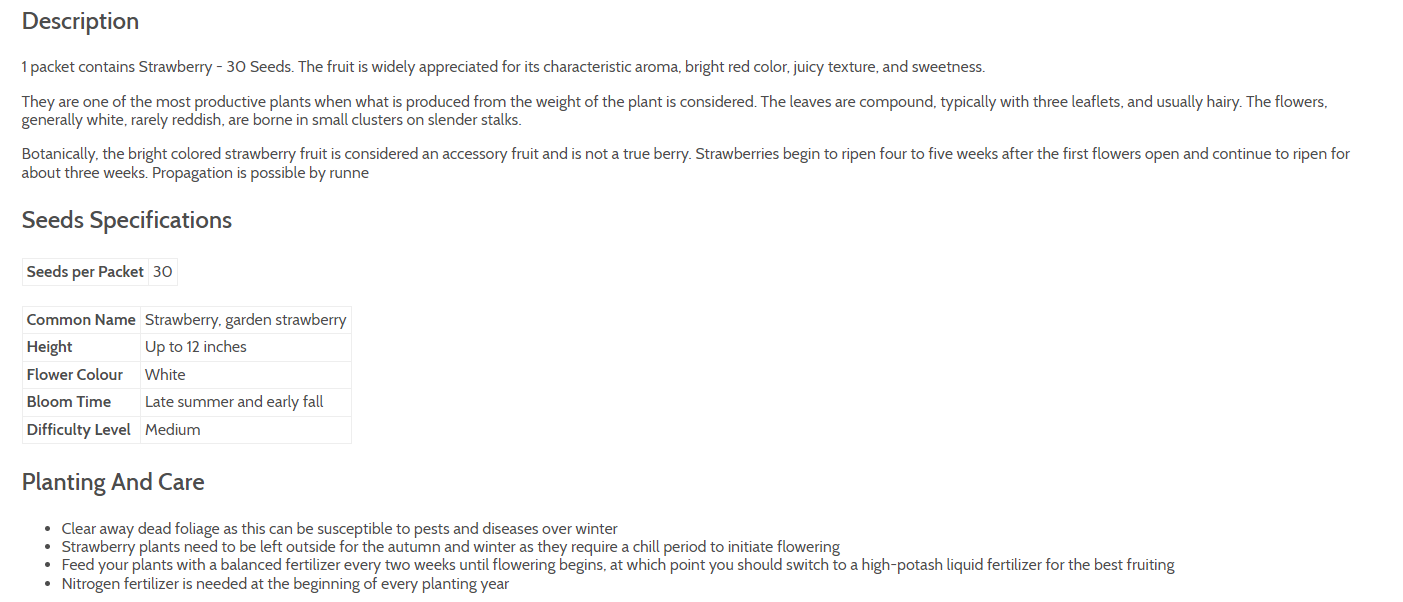 Description
1 packet contains Strawberry - 30 Seeds. The fruit is widely appreciated for its characteristic aroma, bright red color, juicy texture, and sweetness.
They are one of the most productive plants when what is produced from the weight of the plant is considered. The leaves are compound, typically with three leaflets, and usually hairy. The flowers,
generally white, rarely reddish, are borne in small clusters on slender stalks.
Botanically, the bright colored strawberry fruit is considered an accessory fruit and is not a true berry. Strawberries begin to ripen four to five weeks after the first flowers open and continue to ripen for
about three weeks. Propagation is possible by runne
Seeds Specifications
Seeds per Packet 30
Common Name Strawberry, garden strawberry
Height Up to 12 inches
Flower Colour White
Bloom Time Late summer and early fall
Difficulty Level Medium
Planting And Care
• Clear away dead foliage as this can be susceptible to pests and diseases over winter
• Strawberry plants need to be left outside for the autumn and winter as they require a chill period to initiate flowering
• Feed your plants with a balanced fertilizer every two weeks until flowering begins, at which point you should switch to a high-potash liquid fertilizer for the best fruiting
• Nitrogen fertilizer is needed at the beginning of every planting year